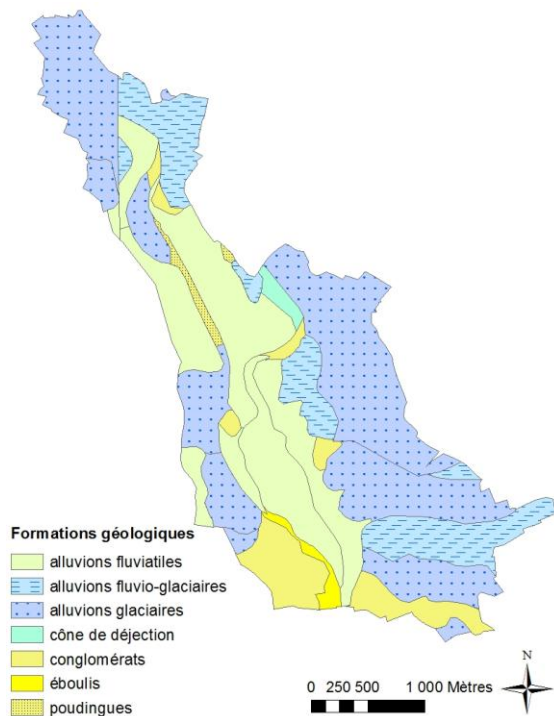 Formations géologiques
alluvions fluviatiles
alluvions fluvio-glaciaires
alluvions glaciaires
cône de déjection
conglomérats
éboulis
poudingues
0 250 500 1 000 Mètres
N